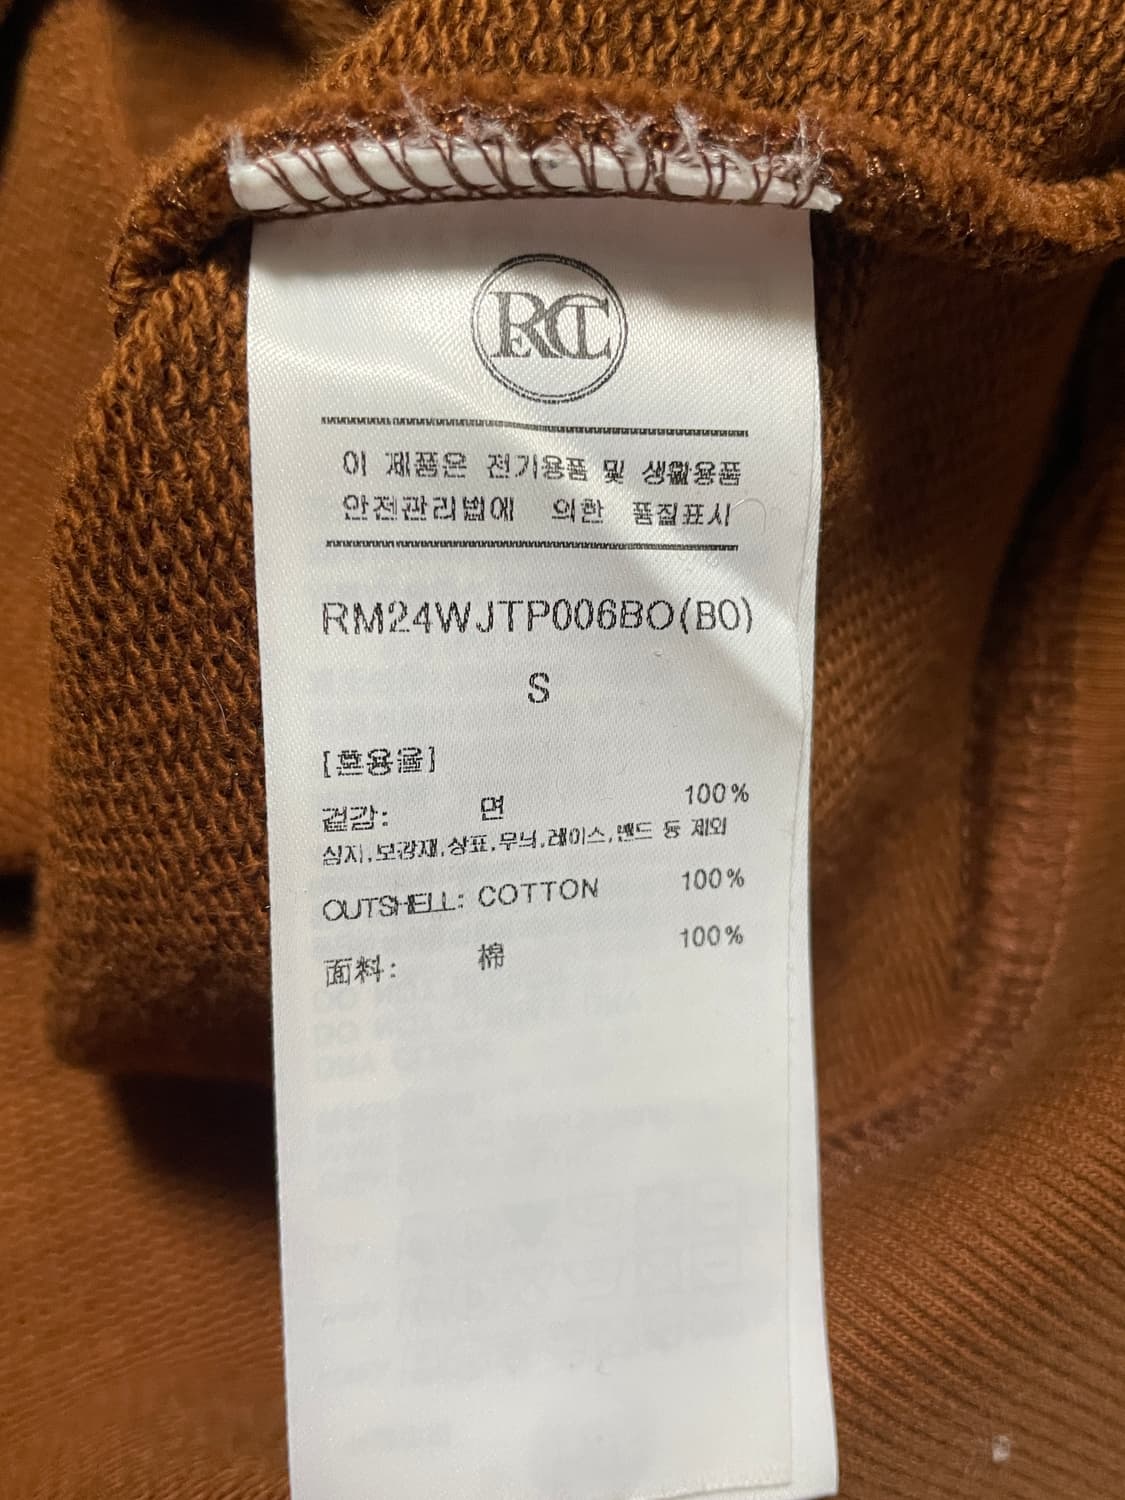 RCT
이 제품은 전기용품 및 생활용품
안전관리법에 의한 품질표시
RM24WJTP006BO(BO)
S
[혼용율]
겉감: 면 100%
심지,보강재,상표,무늬,레이스,밴드 등 제외
OUTSHELL: COTTON 100%
面料: 棉 100%